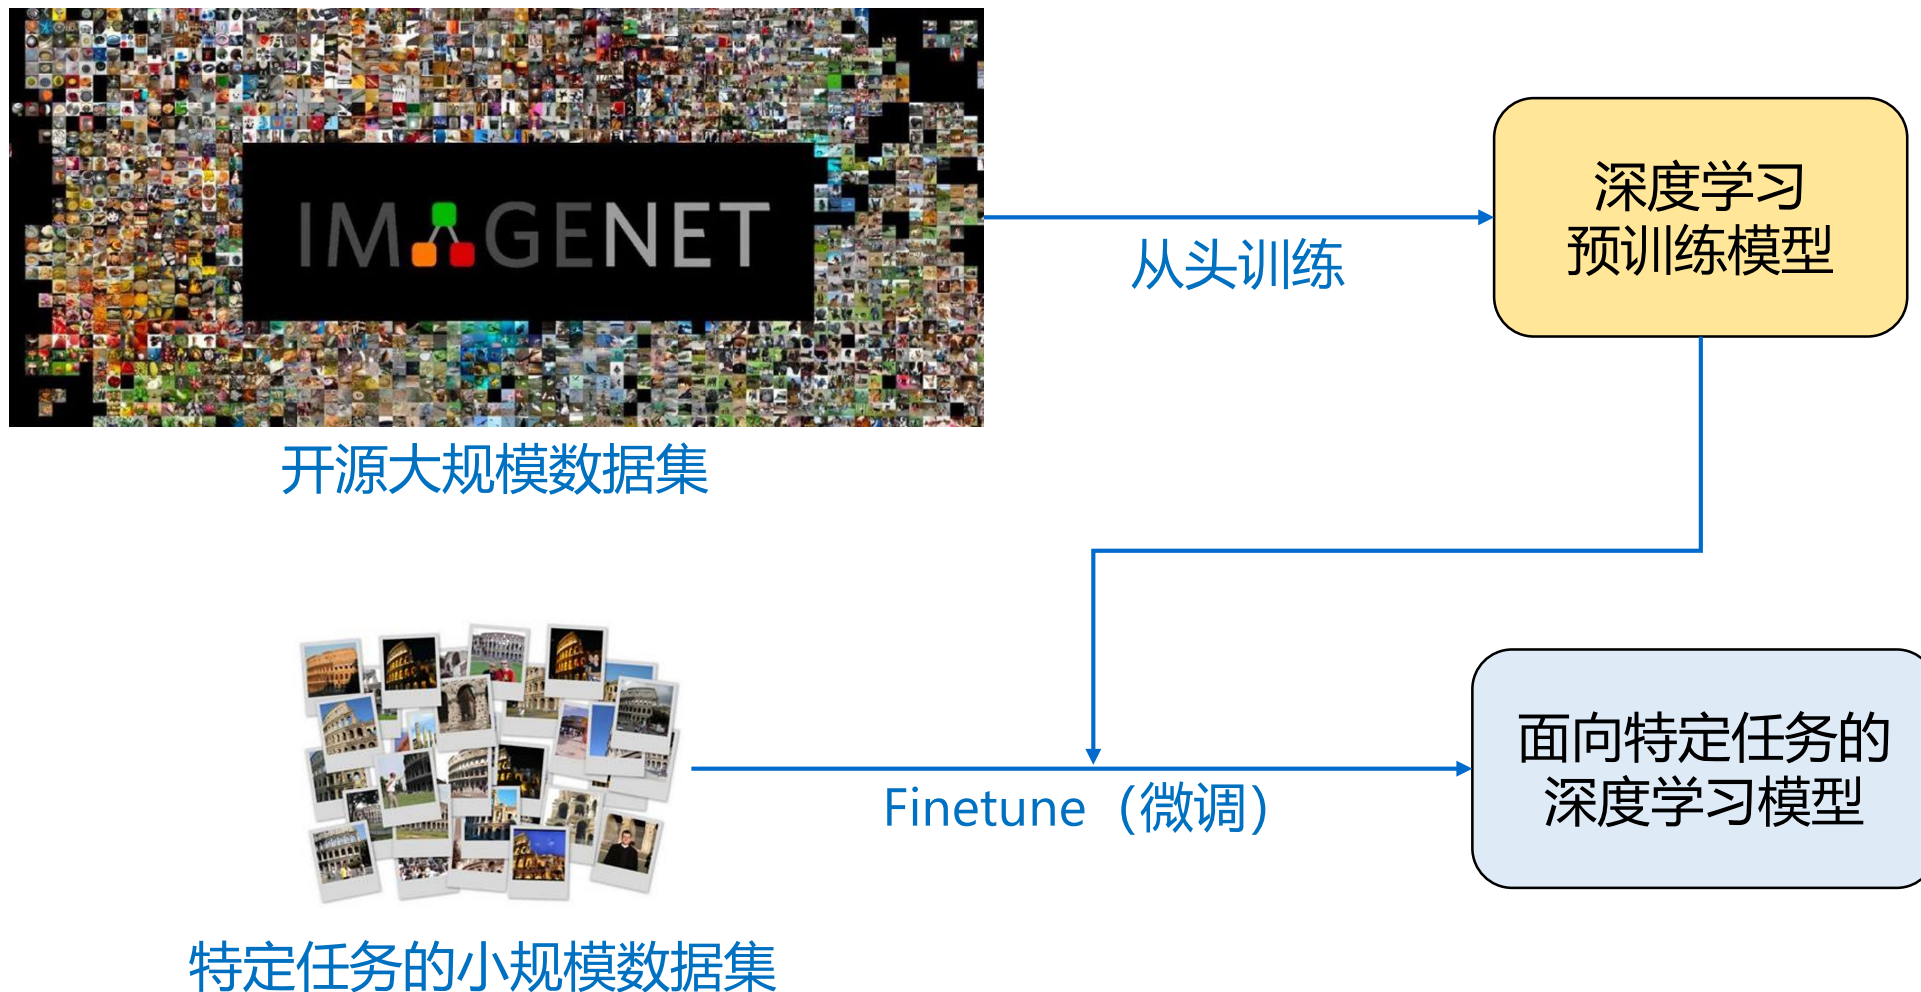 IMAGENET
从头训练
深度学习
预训练模型
开源大规模数据集
Finetune（微调）
面向特定任务的
深度学习模型
特定任务的小规模数据集